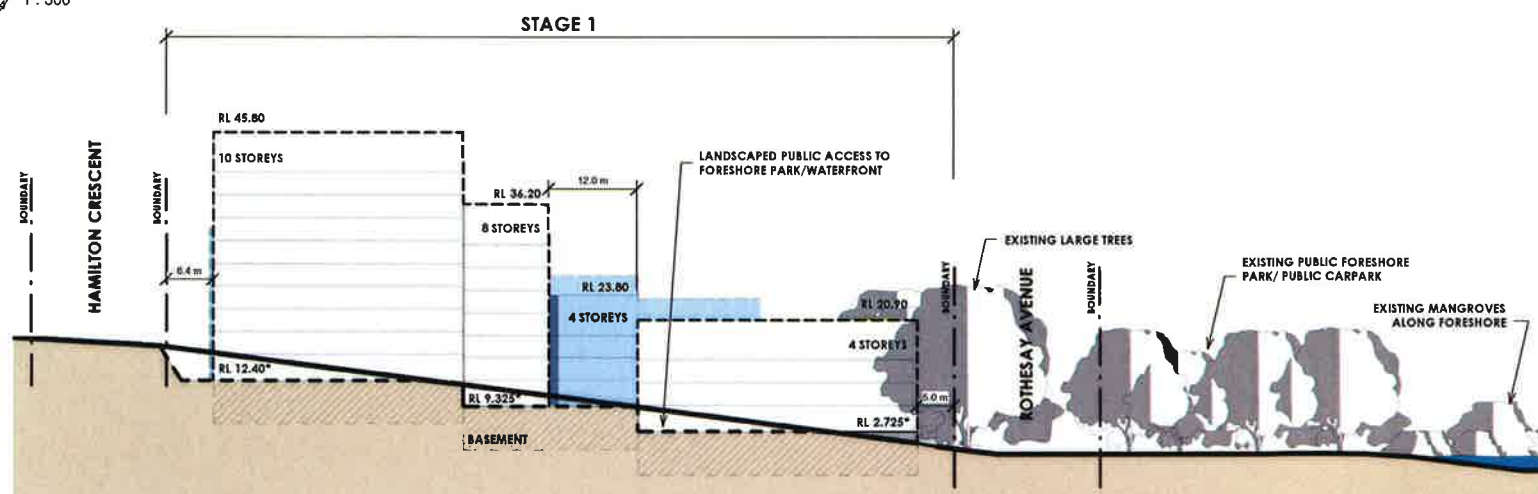 1 : 500
STAGE 1
BOUNDARY
HAMILTON CRESCENT
BOUNDARY
6.4 m
RL 45.80
10 STOREYS
RL 12.40*
RL 36.20
8 STOREYS
RL 9.325*
BASEMENT
12.0 m
RL 23.80
4 STOREYS
LANDSCAPED PUBLIC ACCESS TO
FORESHORE PARK/WATERFRONT
RL 20.90
4 STOREYS
RL 2.725*
5.0 m
BOUNDARY
EXISTING LARGE TREES
ROTHESAY AVENUE
BOUNDARY
EXISTING PUBLIC FORESHORE
PARK/ PUBLIC CARPARK
EXISTING MANGROVES
ALONG FORESHORE